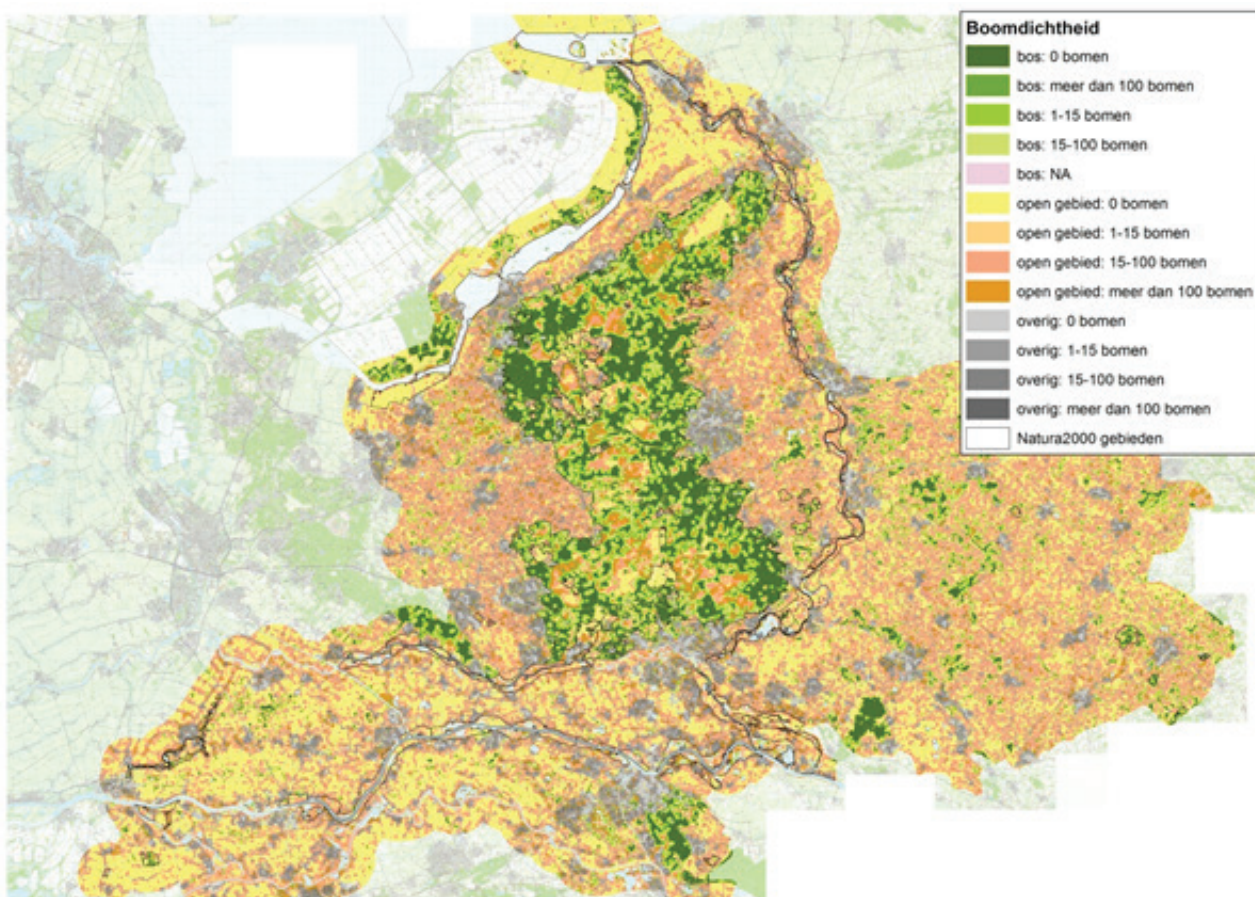 Boomdichtheid
bos: 0 bomen
bos: meer dan 100 bomen
bos: 1-15 bomen
bos: 15-100 bomen
bos: NA
open gebied: 0 bomen
open gebied: 1-15 bomen
open gebied: 15-100 bomen
open gebied: meer dan 100 bomen
overig: 0 bomen
overig: 1-15 bomen
overig: 15-100 bomen
overig: meer dan 100 bomen
Natura2000 gebieden